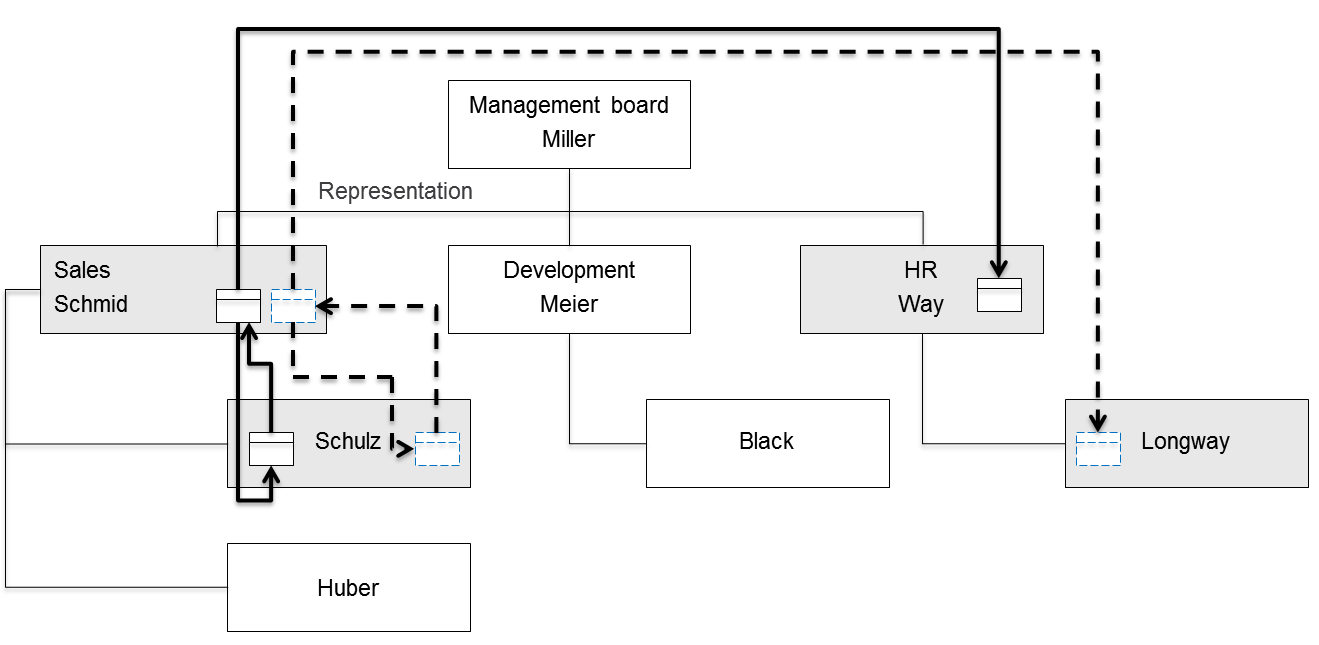 Management board
Miller
Representation
Sales
Schmid
Development
Meier
HR
Way
Schulz
Black
Longway
Huber